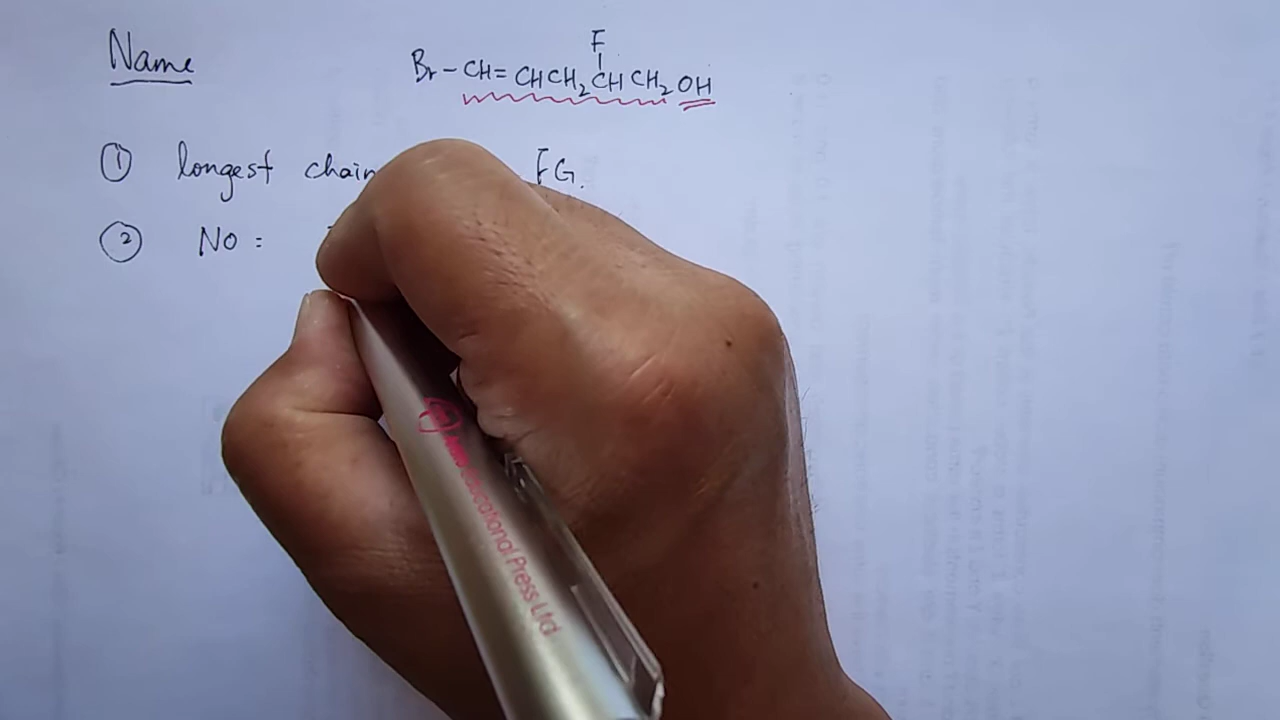 Name
F
Br-CH=CHCH₂CHCH₂OH
① longest chain FG.
② No:
Educational Press Ltd